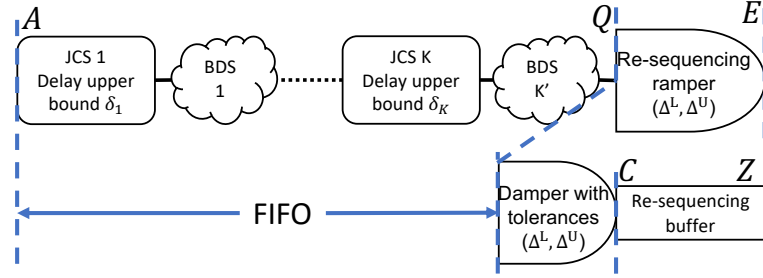 A
Q
E
JCS 1
Delay upper
bound δ₁
BDS
1
JCS K
Delay upper
bound δ_K
BDS
K'
Re-sequencing
ramper
(Δᴸ, Δᵁ)
FIFO
Damper with
tolerances
(Δᴸ, Δᵁ)
C
Z
Re-sequencing
buffer